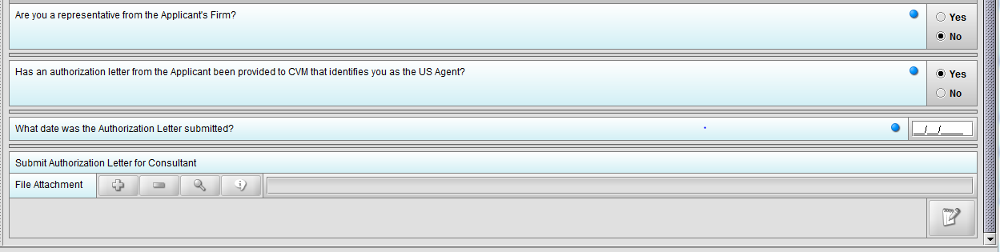 Are you a representative from the Applicant's Firm?
Yes
No
Has an authorization letter from the Applicant been provided to CVM that identifies you as the US Agent?
Yes
No
What date was the Authorization Letter submitted?
__/__/____
Submit Authorization Letter for Consultant
File Attachment